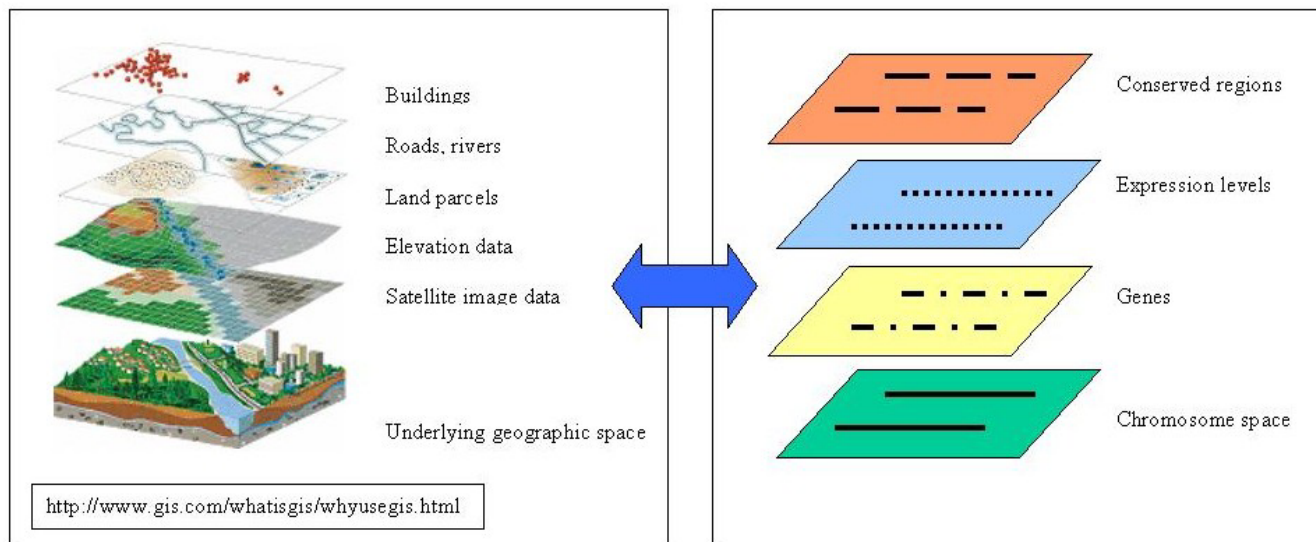 Buildings
Roads, rivers
Land parcels
Elevation data
Satellite image data
Underlying geographic space
http://www.gis.com/whatisgis/whyusegis.html
Conserved regions
Expression levels
Genes
Chromosome space